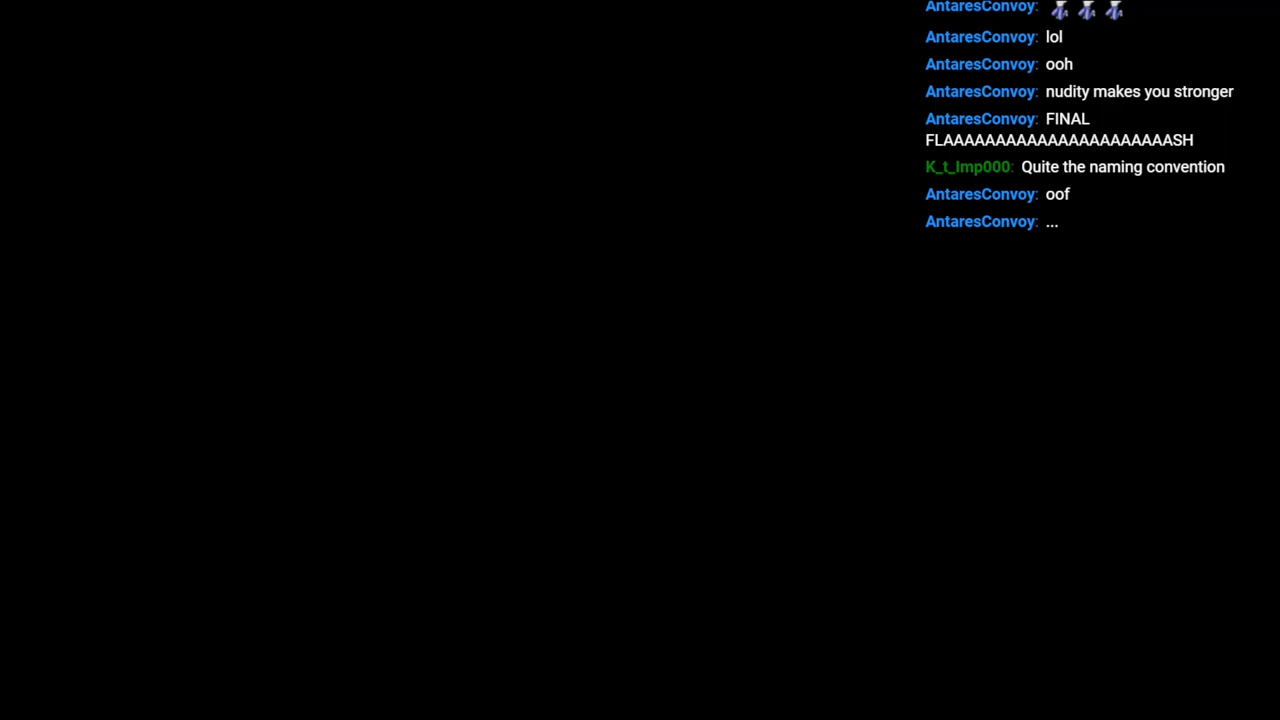 AntaresConvoy:
AntaresConvoy: lol
AntaresConvoy: ooh
AntaresConvoy: nudity makes you stronger
AntaresConvoy: FINAL
FLAAAAAAAAAAAAAAAAAAAAAASH
K_t_Imp000: Quite the naming convention
AntaresConvoy: oof
AntaresConvoy: ...